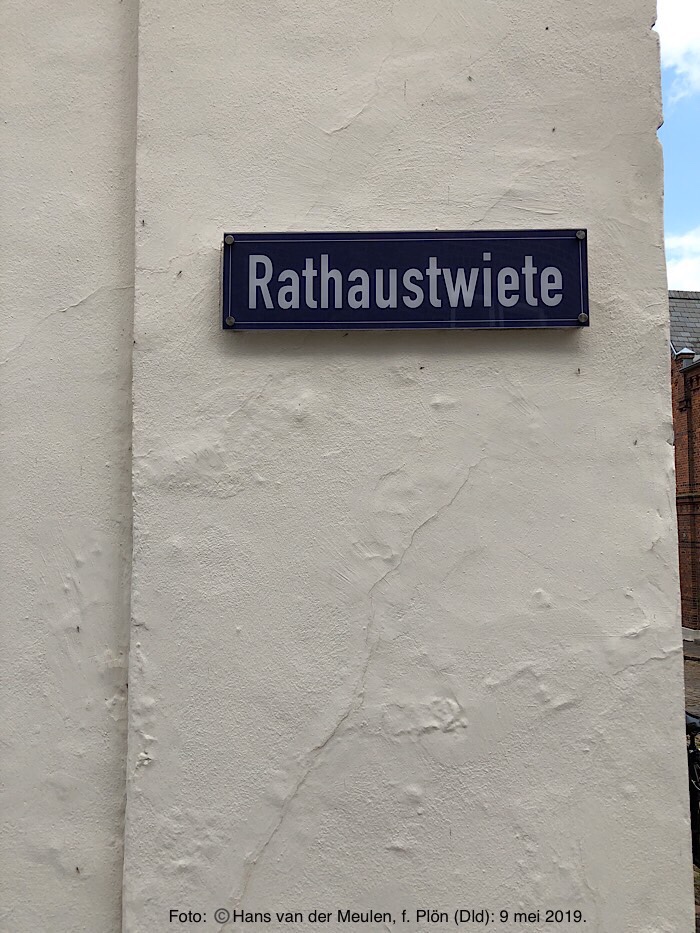 Rathaustwiete
Foto: ©Hans van der Meulen, f. Plön (Dld): 9 mei 2019.